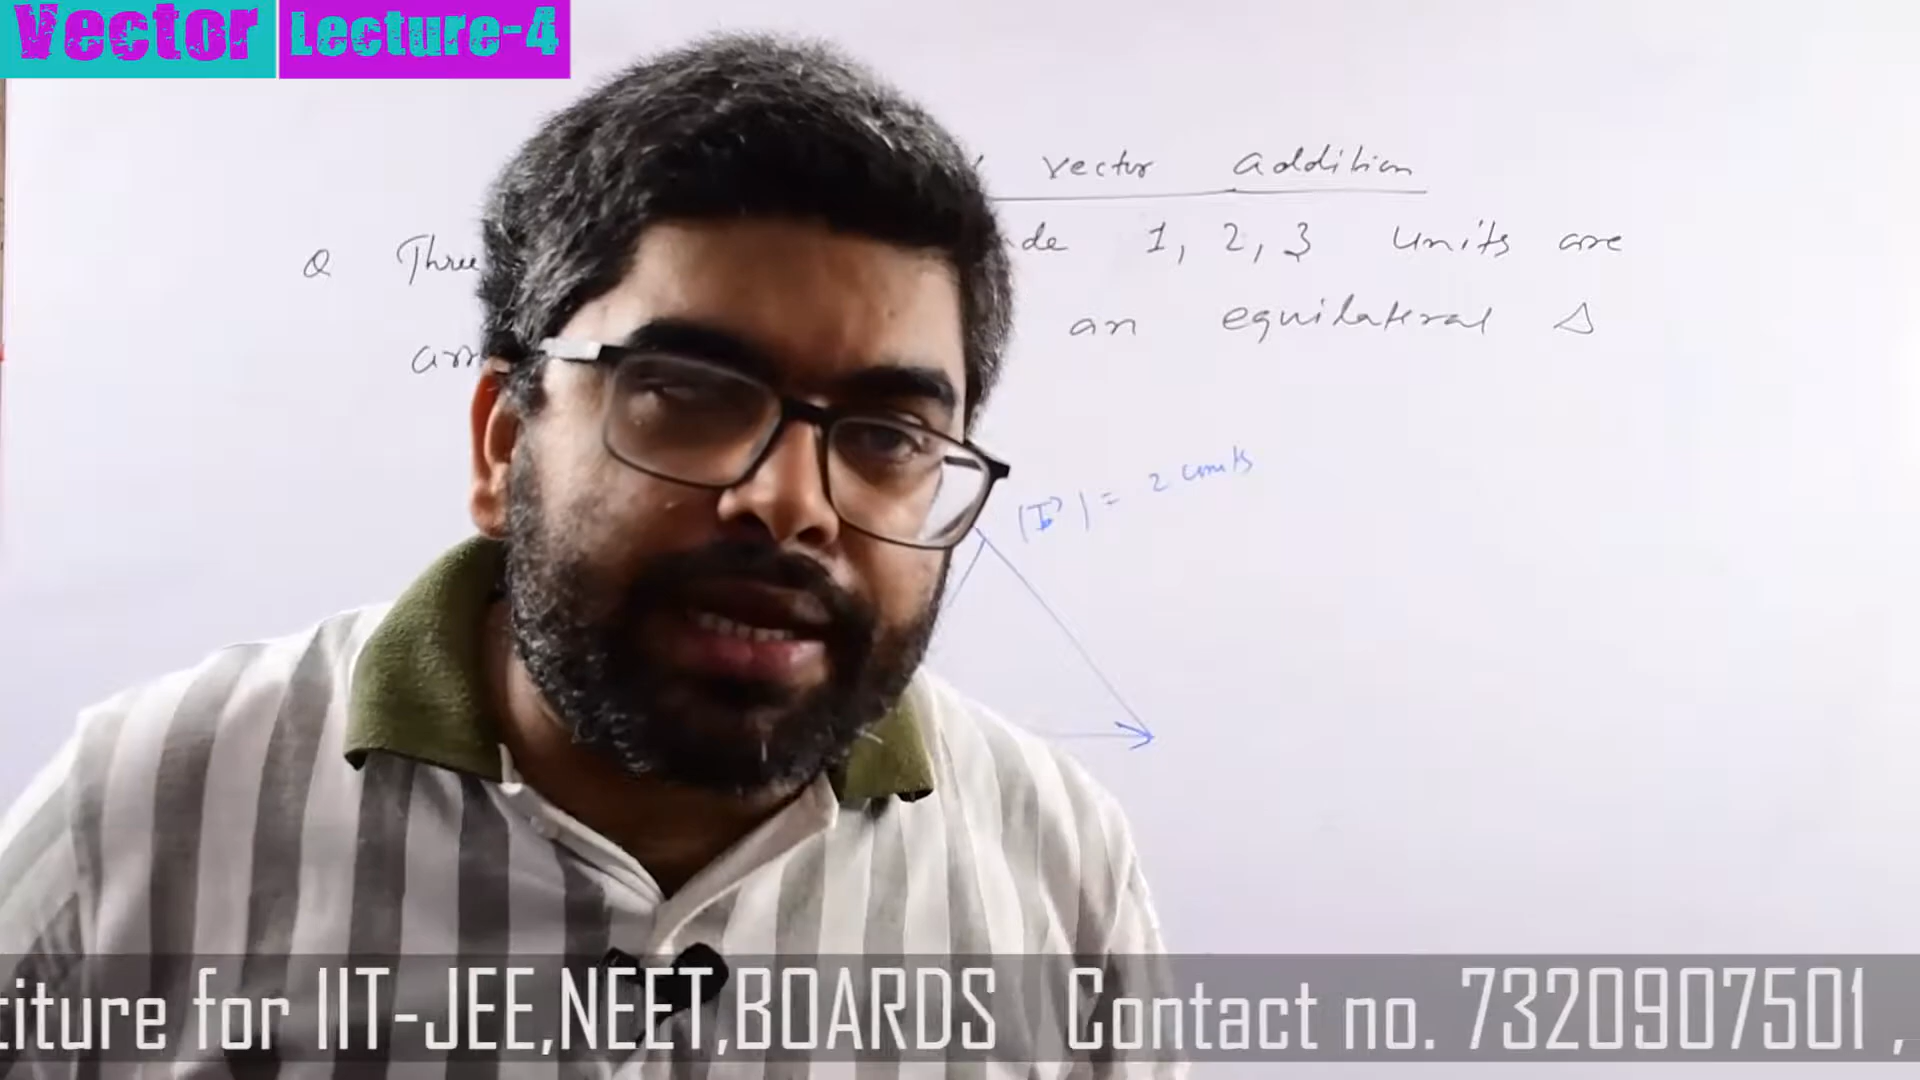 Vector Lecture-4
vector addition
Q Three de 1, 2, 3 units are
arr an equilateral Δ
|b⃗| = 2 units
titure for IIT-JEE,NEET,BOARDS Contact no. 7320907501 ,